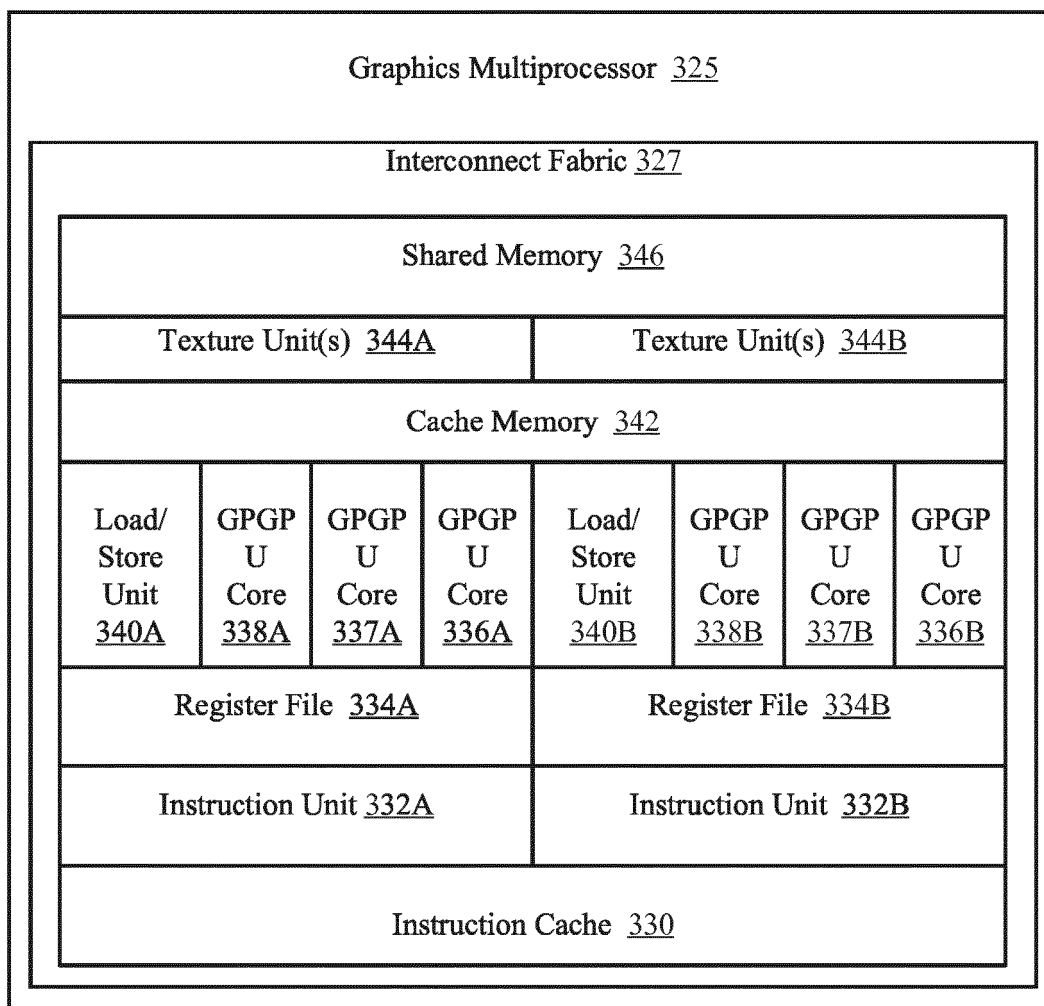 Graphics Multiprocessor 325
Interconnect Fabric 327
Shared Memory 346
Texture Unit(s) 344A
Texture Unit(s) 344B
Cache Memory 342
Load/
Store
Unit
340A
GPGP
U
Core
338A
GPGP
U
Core
337A
GPGP
U
Core
336A
Load/
Store
Unit
340B
GPGP
U
Core
338B
GPGP
U
Core
337B
GPGP
U
Core
336B
Register File 334A
Register File 334B
Instruction Unit 332A
Instruction Unit 332B
Instruction Cache 330